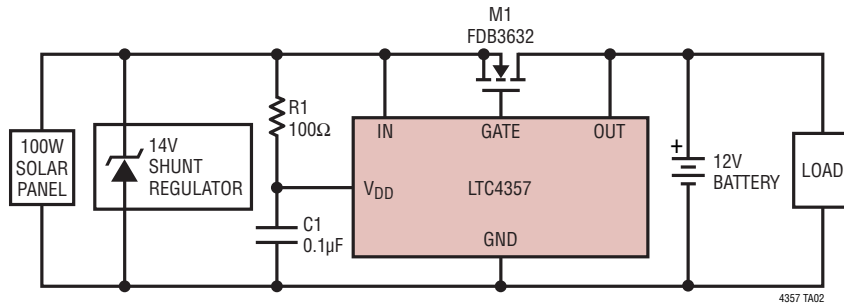 M1
FDB3632
R1
100Ω
IN
GATE
OUT
100W
SOLAR
PANEL
14V
SHUNT
REGULATOR
VDD
LTC4357
+
12V
BATTERY
LOAD
C1
0.1µF
GND
4357 TA02